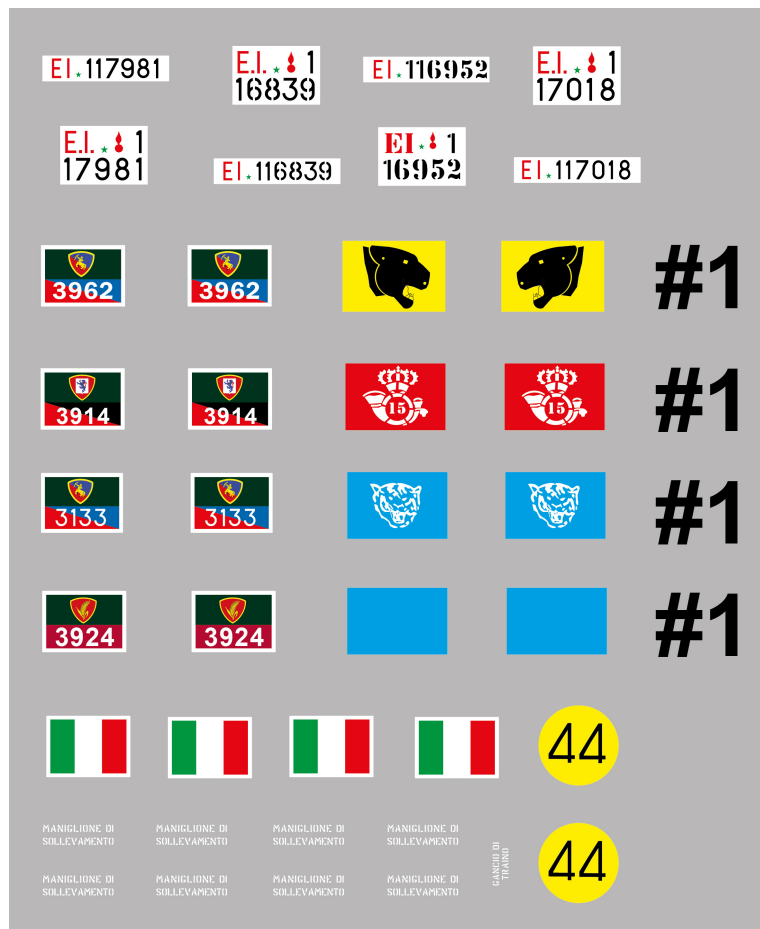 EI.117981
E.I. 1
16839
EI.116952
E.I. 1
17018
E.I. 1
17981
EI.116839
EI 1
16952
EI.117018
3962
3962
#1
3914
3914
15
15
#1
3133
3133
#1
3924
3924
#1
44
MANIGLIONE DI
SOLLEVAMENTO
MANIGLIONE DI
SOLLEVAMENTO
MANIGLIONE DI
SOLLEVAMENTO
MANIGLIONE DI
SOLLEVAMENTO
GANCIO DI
TRAINO
44
MANIGLIONE DI
SOLLEVAMENTO
MANIGLIONE DI
SOLLEVAMENTO
MANIGLIONE DI
SOLLEVAMENTO
MANIGLIONE DI
SOLLEVAMENTO